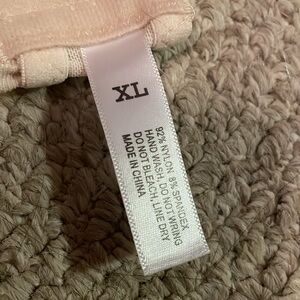 XL
92% NYLON, 8% SPANDEX
HAND WASH, DO NOT WRING
DO NOT BLEACH, LINE DRY
MADE IN CHINA